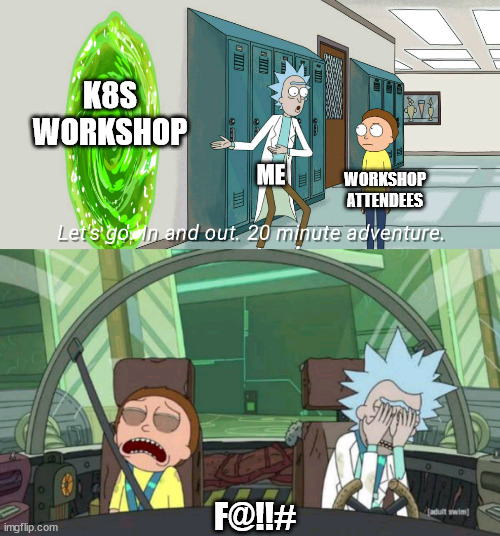 K8S
WORKSHOP
ME
WORKSHOP
ATTENDEES
Let's go. In and out. 20 minute adventure.
F@!!#
[adult swim]
imgflip.com